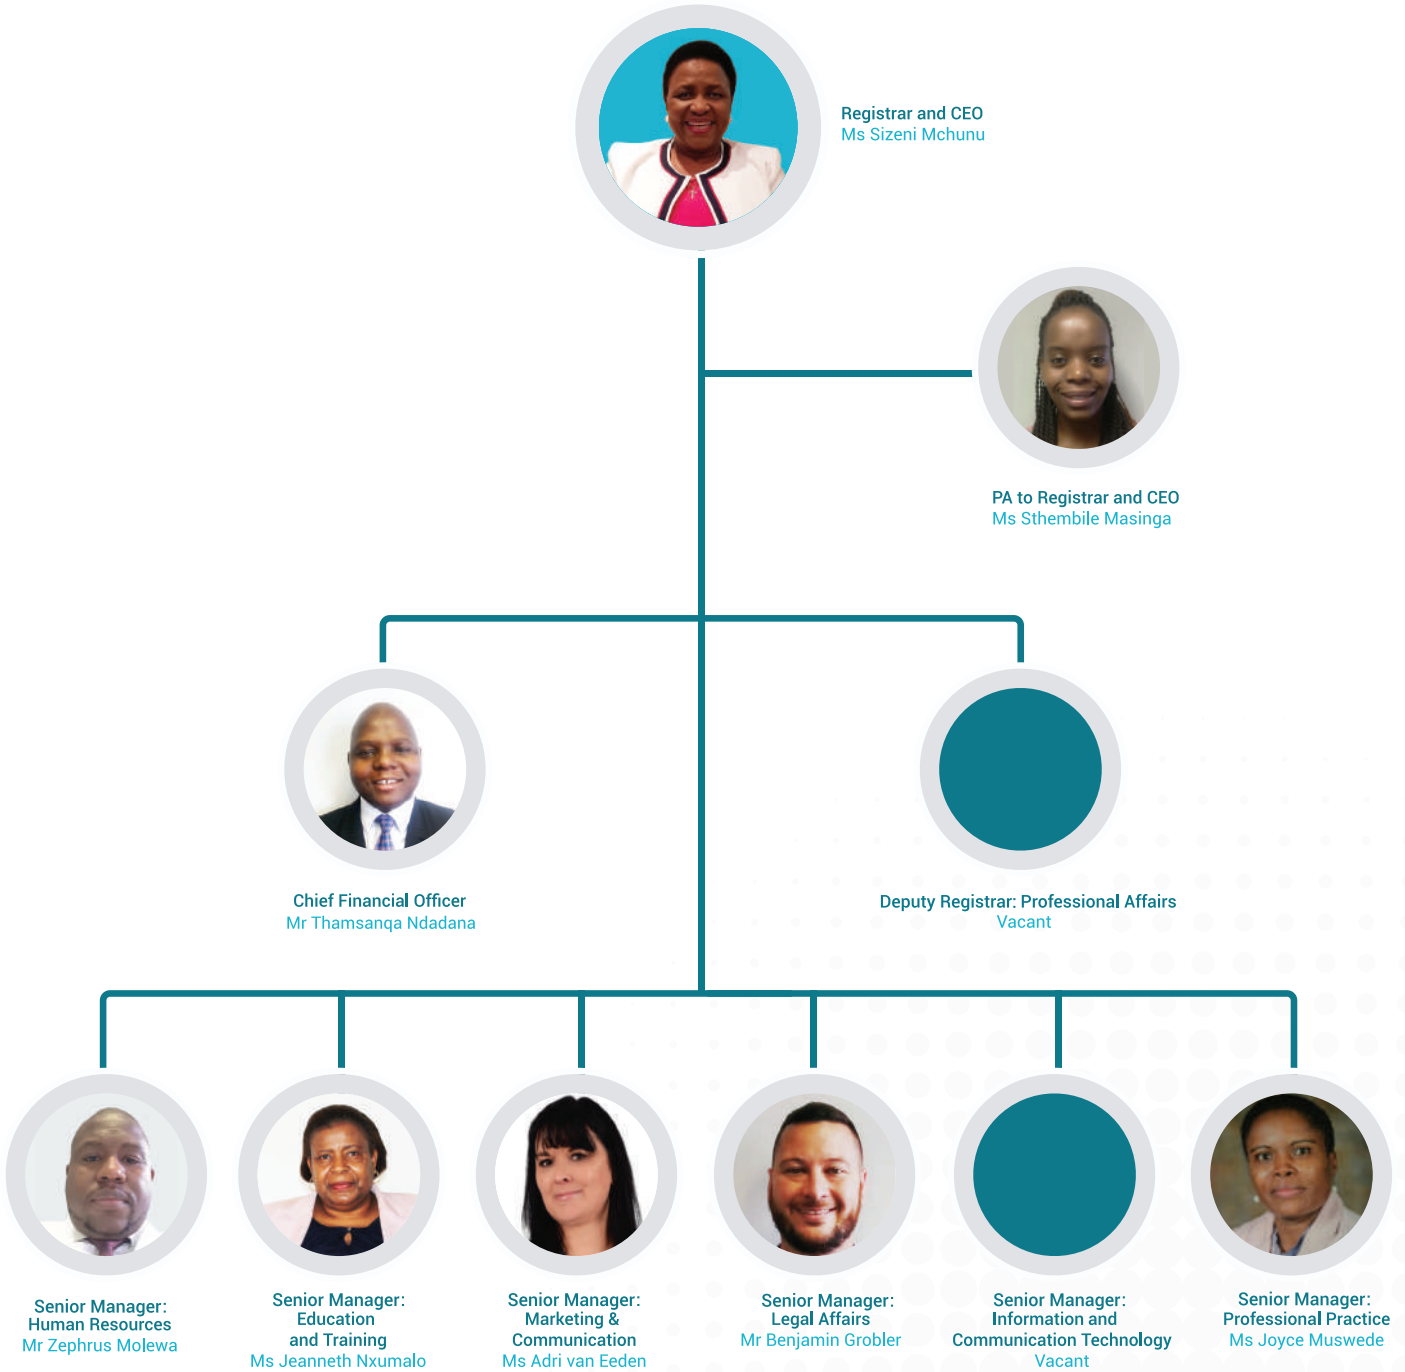 Registrar and CEO
Ms Sizeni Mchunu
PA to Registrar and CEO
Ms Sthembile Masinga
Chief Financial Officer
Mr Thamsanqa Ndadana
Deputy Registrar: Professional Affairs
Vacant
Senior Manager:
Human Resources
Mr Zephrus Molewa
Senior Manager:
Education
and Training
Ms Jeanneth Nxumalo
Senior Manager:
Marketing &
Communication
Ms Adri van Eeden
Senior Manager:
Legal Affairs
Mr Benjamin Grobler
Senior Manager:
Information and
Communication Technology
Vacant
Senior Manager:
Professional Practice
Ms Joyce Muswede